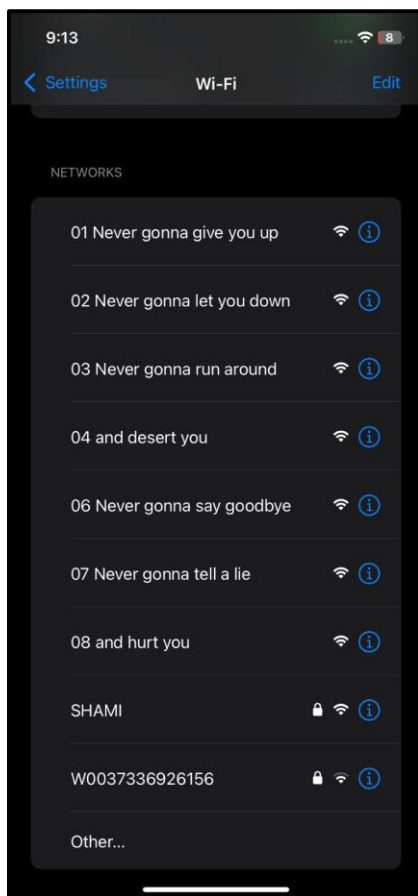 9:13
8
Settings
Wi-Fi
Edit
NETWORKS
01 Never gonna give you up
02 Never gonna let you down
03 Never gonna run around
04 and desert you
06 Never gonna say goodbye
07 Never gonna tell a lie
08 and hurt you
SHAMI
W0037336926156
Other...